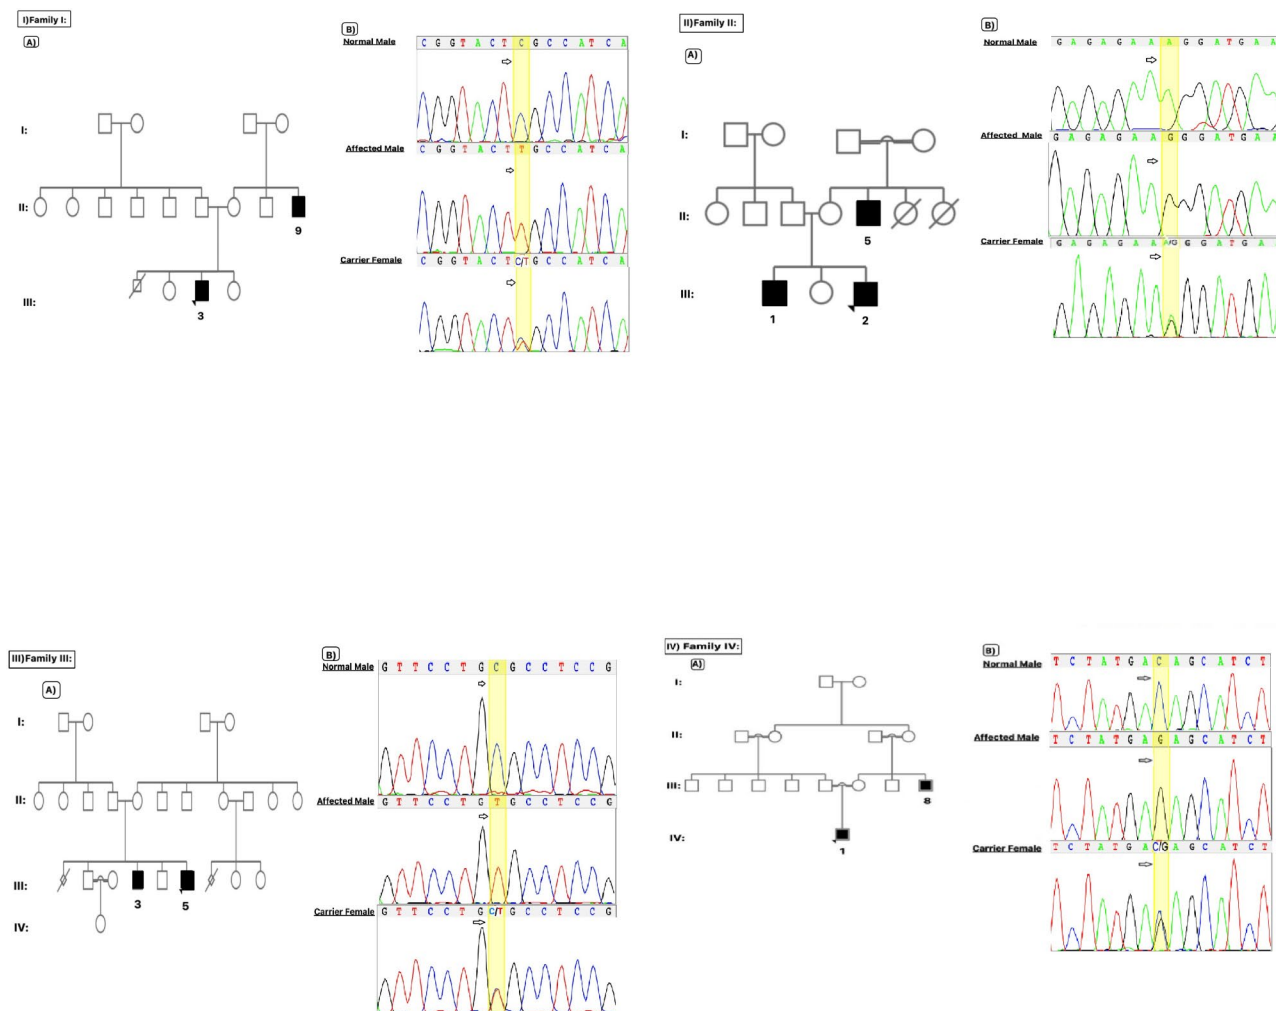 I)Family I:
A)
I:
II:
9
III:
3
B)
Normal Male
C G G T A C T C G C C A T C A
Affected Male
C G G T A C T T G C C A T C A
Carrier Female
C G G T A C T C/T G C C A T C A
II)Family II:
A)
I:
II:
5
III:
1 2
B)
Normal Male
G A G A G A A A G G A T G A A
Affected Male
G A G A G A A G G G A T G A A
Carrier Female
G A G A G A A A/G G G A T G A
III)Family III:
A)
I:
II:
III:
3 5
IV:
B)
Normal Male
G T T C C T G C G C C T C C G
Affected Male
G T T C C T G T G C C T C C G
Carrier Female
G T T C C T G C/T G C C T C C G
IV) Family IV:
A)
I:
II:
III:
8
IV:
1
B)
Normal Male
T C T A T G A C A G C A T C T
Affected Male
T C T A T G A G A G C A T C T
Carrier Female
T C T A T G A C/G A G C A T C T